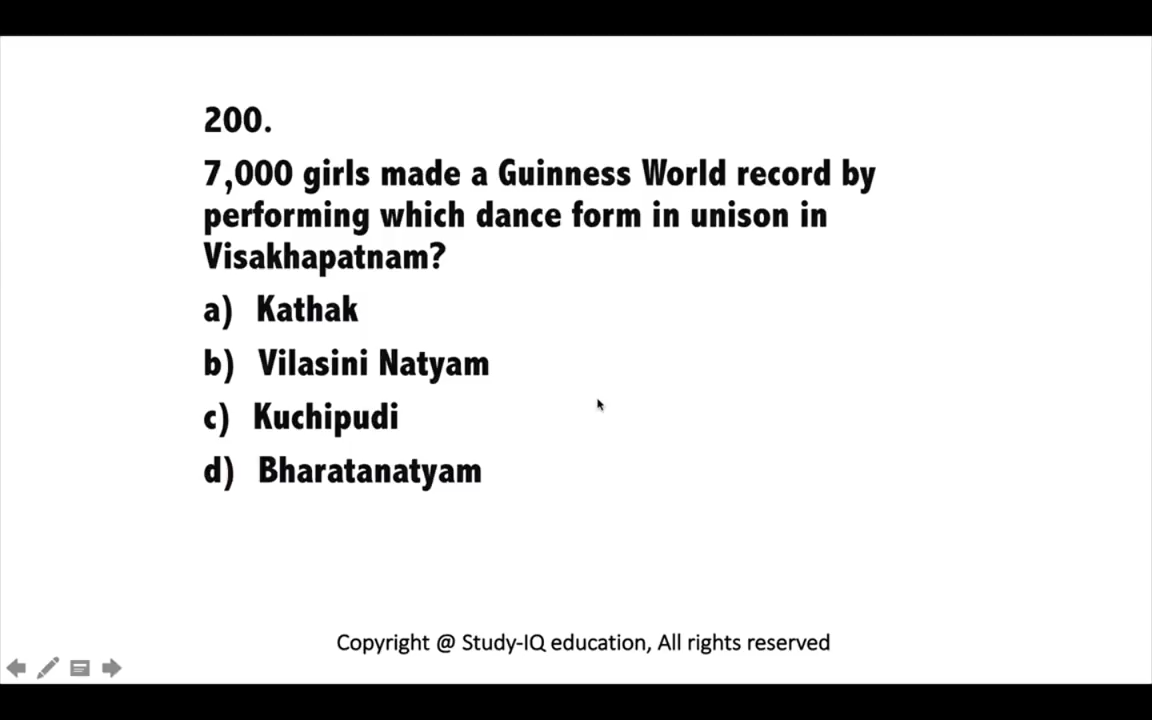 200.
7,000 girls made a Guinness World record by
performing which dance form in unison in
Visakhapatnam?
a) Kathak
b) Vilasini Natyam
c) Kuchipudi
d) Bharatanatyam
Copyright @ Study-IQ education, All rights reserved